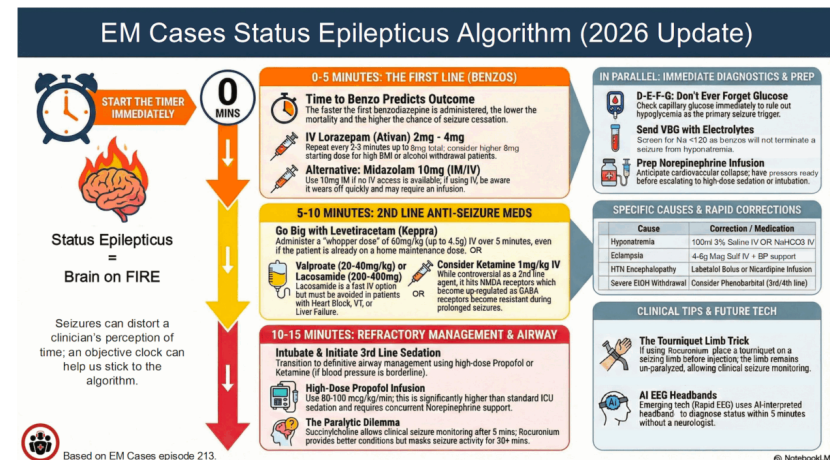 EM Cases Status Epilepticus Algorithm (2026 Update)
START THE TIMER
IMMEDIATELY
0
MINS
Status Epilepticus
=
Brain on FIRE
Seizures can distort a
clinician's perception of
time; an objective clock can
help us stick to the
algorithm.
Based on EM Cases episode 213.
0-5 MINUTES: THE FIRST LINE (BENZOS)
Time to Benzo Predicts Outcome
The faster the first benzodiazepine is administered, the lower the
mortality and the higher the chance of seizure cessation.
IV Lorazepam (Ativan) 2mg - 4mg
Repeat every 2-3 minutes up to 8mg total; consider higher 8mg
starting dose for high BMI or alcohol withdrawal patients.
Alternative: Midazolam 10mg (IM/IV)
Use 10mg IM if no IV access is available; if using IV, be aware
it wears off quickly and may require an infusion.
5-10 MINUTES: 2ND LINE ANTI-SEIZURE MEDS
Go Big with Levetiracetam (Keppra)
Administer a "whopper dose" of 60mg/kg (up to 4.5g) IV over 5 minutes, even
if the patient is already on a home maintenance dose. OR
Valproate (20-40mg/kg) or
Lacosamide (200-400mg)
Lacosamide is a fast IV option
but must be avoided in patients
with Heart Block, VT, or
Liver Failure.
OR
Consider Ketamine 1mg/kg IV
While controversial as a 2nd line
agent, it hits NMDA receptors which
become up-regulated as GABA
receptors become resistant during
prolonged seizures.
10-15 MINUTES: REFRACTORY MANAGEMENT & AIRWAY
Intubate & Initiate 3rd Line Sedation
Transition to definitive airway management using high-dose Propofol or
Ketamine (if blood pressure is borderline).
High-Dose Propofol Infusion
Use 80-100 mcg/kg/min; this is significantly higher than standard ICU
sedation and requires concurrent Norepinephrine support.
The Paralytic Dilemma
Succinylcholine allows clinical seizure monitoring after 5 mins; Rocuronium
provides better conditions but masks seizure activity for 30+ mins.
IN PARALLEL: IMMEDIATE DIAGNOSTICS & PREP
D-E-F-G: Don't Ever Forget Glucose
Check capillary glucose immediately to rule out
hypoglycemia as the primary seizure trigger.
Send VBG with Electrolytes
Screen for Na <120 as benzos will not terminate a
seizure from hyponatremia.
Prep Norepinephrine Infusion
Anticipate cardiovascular collapse; have pressors ready
before escalating to high-dose sedation or intubation.
SPECIFIC CAUSES & RAPID CORRECTIONS
Cause Correction / Medication
Hyponatremia 100ml 3% Saline IV OR NaHCO3 IV
Eclampsia 4-6g Mag Sulf IV + BP support
HTN Encephalopathy Labetalol Bolus or Nicardipine Infusion
Severe EtOH Withdrawal Consider Phenobarbital (3rd/4th line)
CLINICAL TIPS & FUTURE TECH
The Tourniquet Limb Trick
If using Rocuronium place a tourniquet on a
seizing limb before injection; the limb remains
un-paralyzed, allowing clinical seizure monitoring.
AI
AI EEG Headbands
Emerging tech (Rapid EEG) uses AI-interpreted
headband to diagnose status within 5 minutes
without a neurologist.
NotebookLM